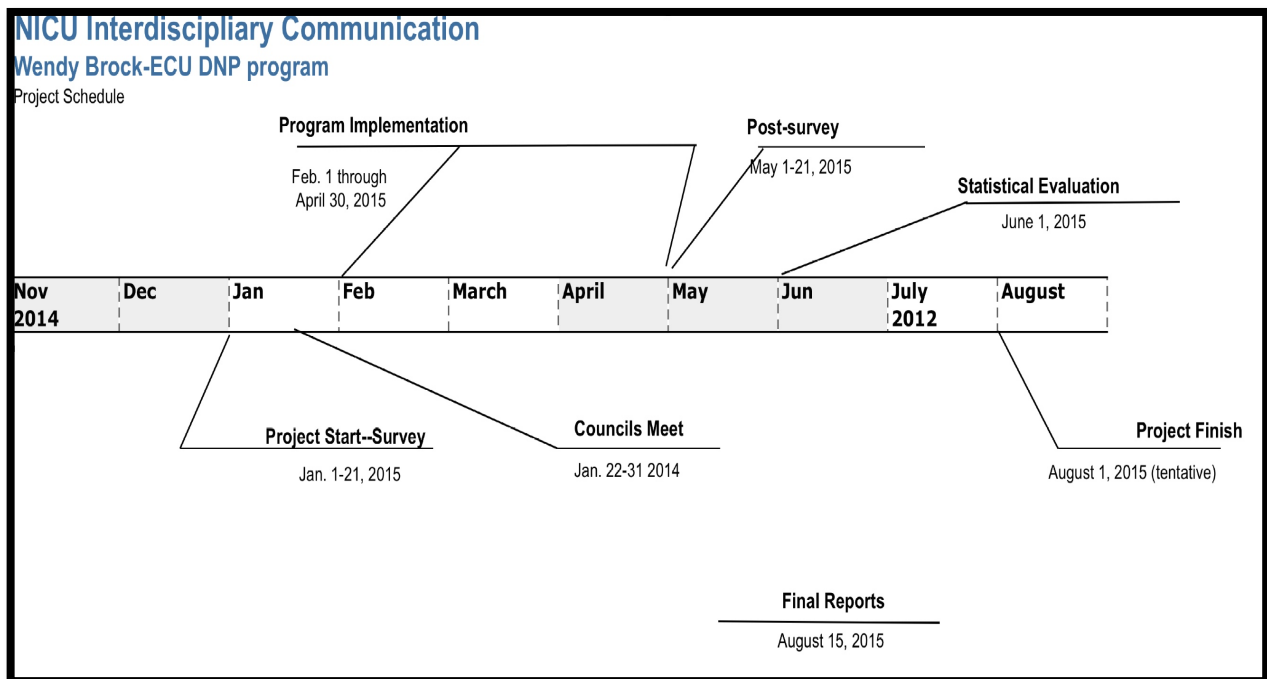 NICU Interdiscipliary Communication
Wendy Brock-ECU DNP program
Project Schedule
Program Implementation
Feb. 1 through
April 30, 2015
Post-survey
May 1-21, 2015
Statistical Evaluation
June 1, 2015
Nov Dec Jan Feb March April May Jun July August
2014 2012
Project Start--Survey
Jan. 1-21, 2015
Councils Meet
Jan. 22-31 2014
Project Finish
August 1, 2015 (tentative)
Final Reports
August 15, 2015